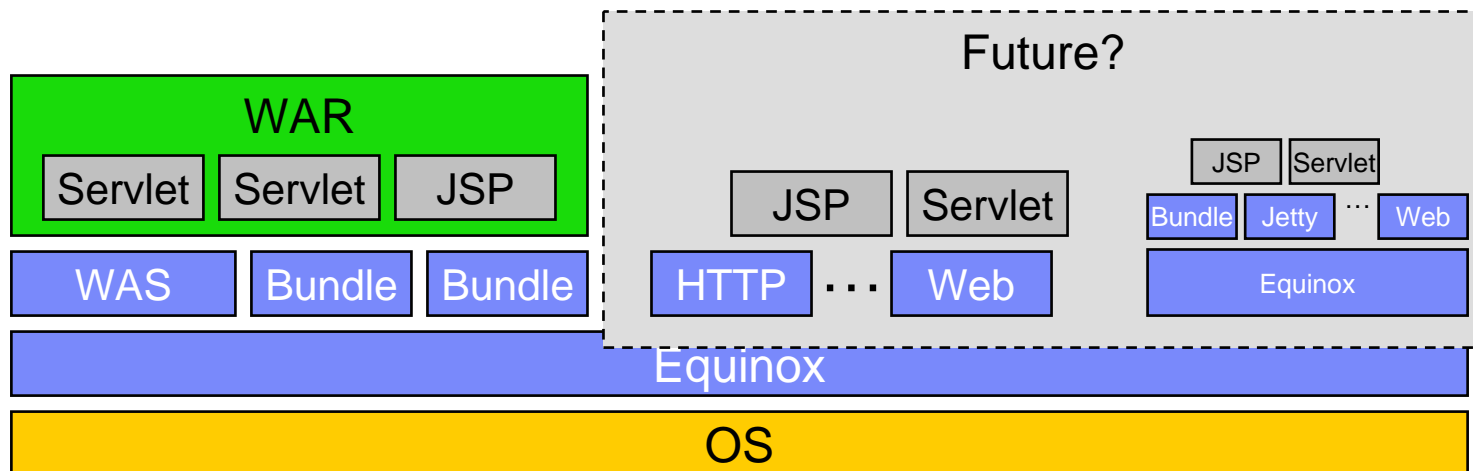 Future?
WAR
Servlet Servlet JSP
JSP Servlet
JSP Servlet
Bundle Jetty ... Web
WAS Bundle Bundle
HTTP ... Web
Equinox
Equinox
OS